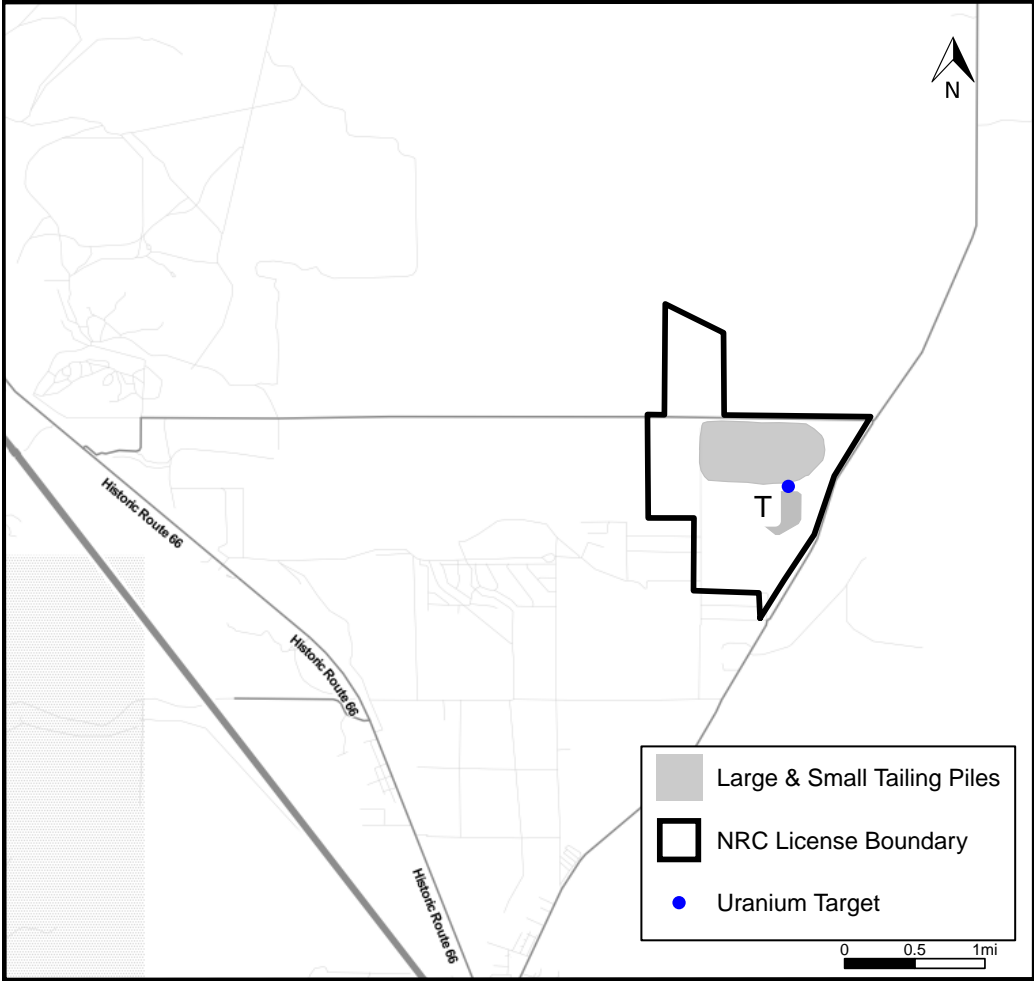 N
T
Historic Route 66
Historic Route 66
Historic Route 66
Large & Small Tailing Piles
NRC License Boundary
Uranium Target
0 0.5 1mi